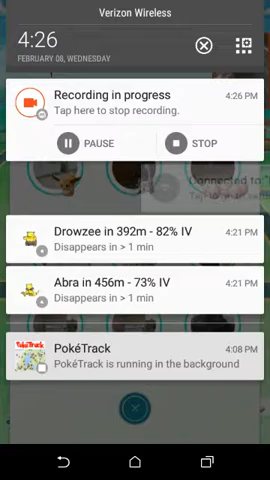 Verizon Wireless
4:26
FEBRUARY 08, WEDNESDAY
Recording in progress
4:26 PM
Tap here to stop recording.
PAUSE
STOP
Connected to
Drowzee in 392m - 82% IV
4:21 PM
Disappears in > 1 min
Abra in 456m - 73% IV
4:21 PM
Disappears in > 1 min
PokéTrack
PokéTrack
4:08 PM
PokéTrack is running in the background